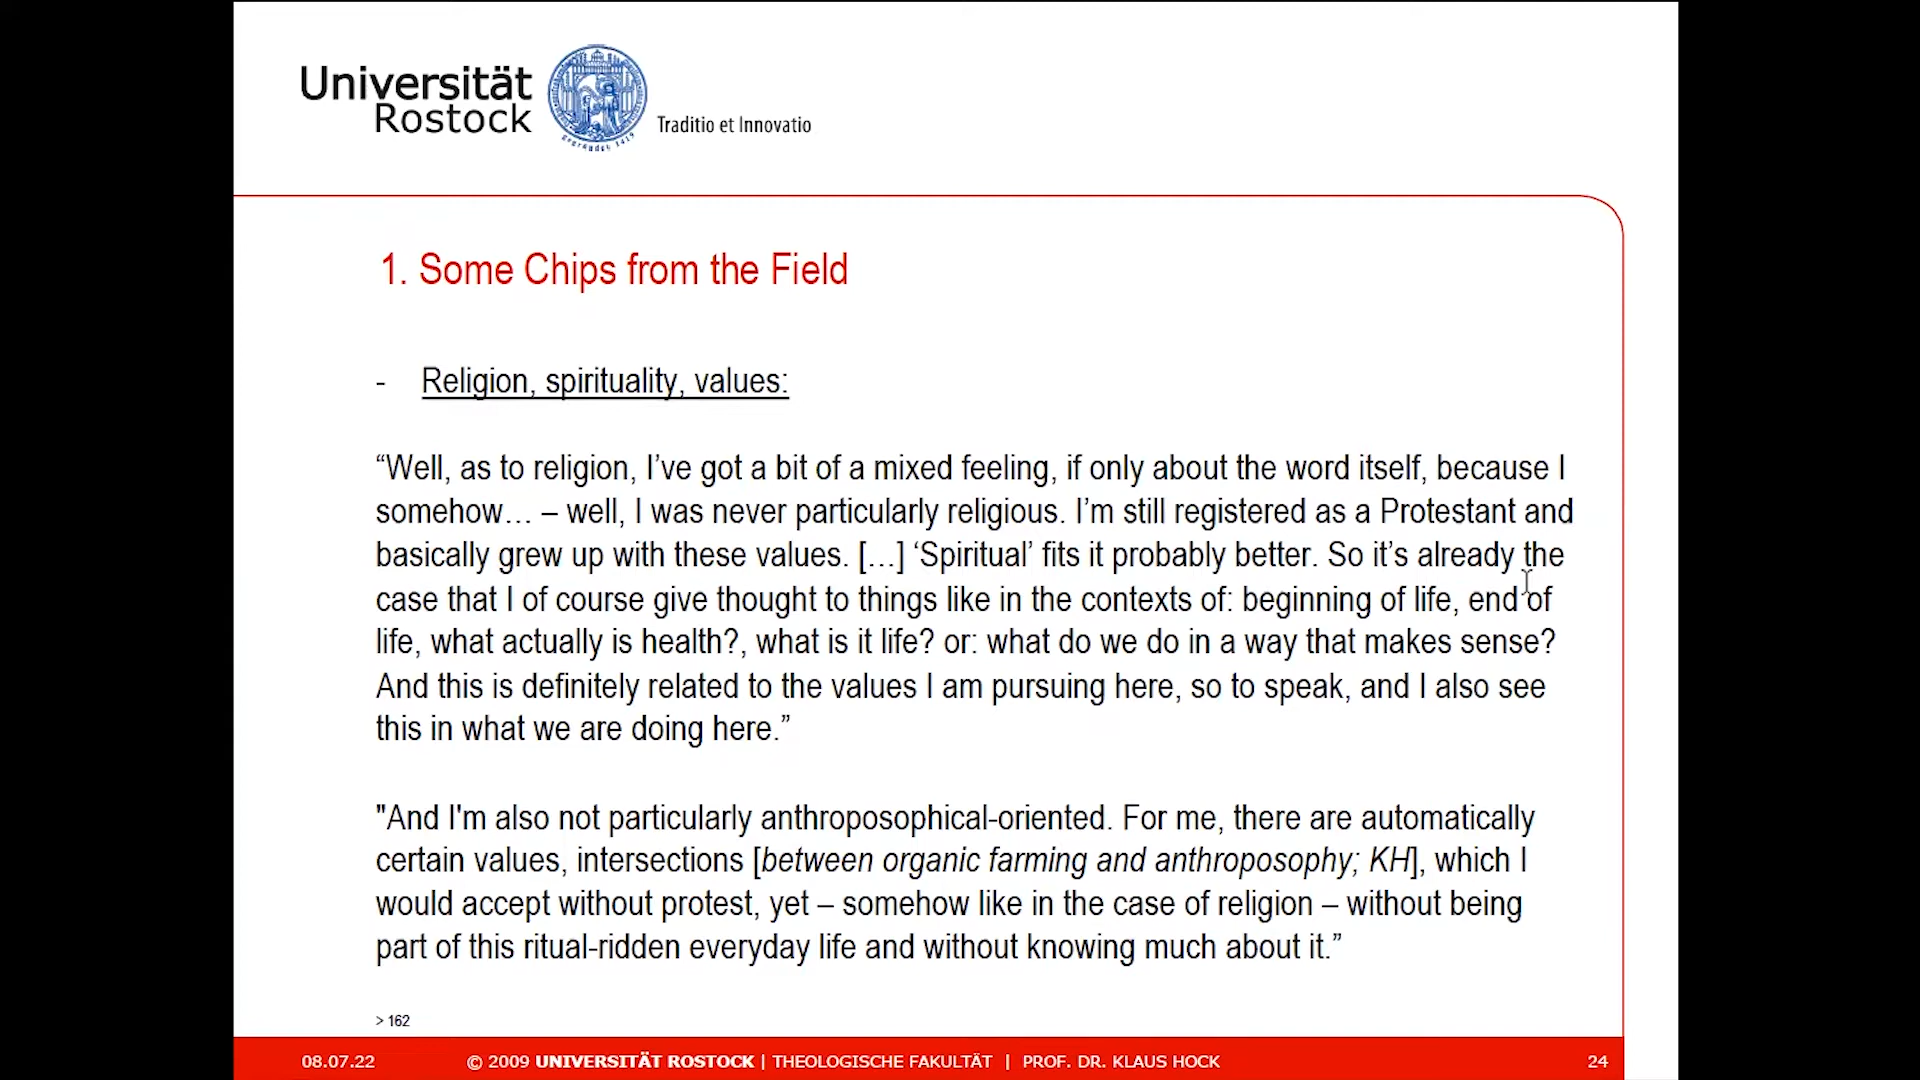 Universität
Rostock
Traditio et Innovatio
gegründet 1419
1. Some Chips from the Field
- Religion, spirituality, values:
“Well, as to religion, I’ve got a bit of a mixed feeling, if only about the word itself, because I
somehow… – well, I was never particularly religious. I’m still registered as a Protestant and
basically grew up with these values. […] ‘Spiritual’ fits it probably better. So it’s already the
case that I of course give thought to things like in the contexts of: beginning of life, end of
life, what actually is health?, what is it life? or: what do we do in a way that makes sense?
And this is definitely related to the values I am pursuing here, so to speak, and I also see
this in what we are doing here.”
"And I'm also not particularly anthroposophical-oriented. For me, there are automatically
certain values, intersections [between organic farming and anthroposophy; KH], which I
would accept without protest, yet – somehow like in the case of religion – without being
part of this ritual-ridden everyday life and without knowing much about it.”
> 162
08.07.22 © 2009 UNIVERSITÄT ROSTOCK | THEOLOGISCHE FAKULTÄT | PROF. DR. KLAUS HOCK 24